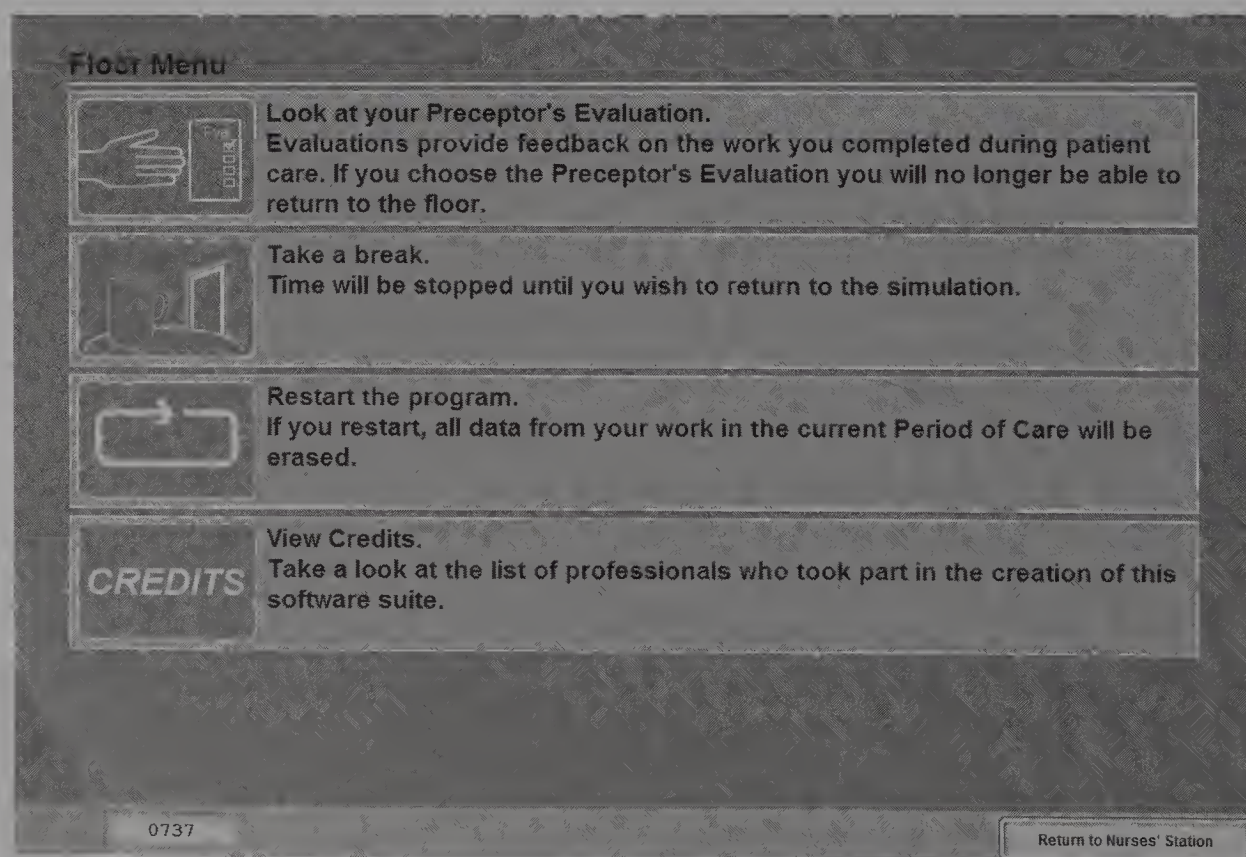 Floor Menu
Look at your Preceptor's Evaluation.
Evaluations provide feedback on the work you completed during patient
care. If you choose the Preceptor's Evaluation you will no longer be able to
return to the floor.
Take a break.
Time will be stopped until you wish to return to the simulation.
Restart the program.
If you restart, all data from your work in the current Period of Care will be
erased.
CREDITS
View Credits.
Take a look at the list of professionals who took part in the creation of this
software suite.
0737
Return to Nurses' Station